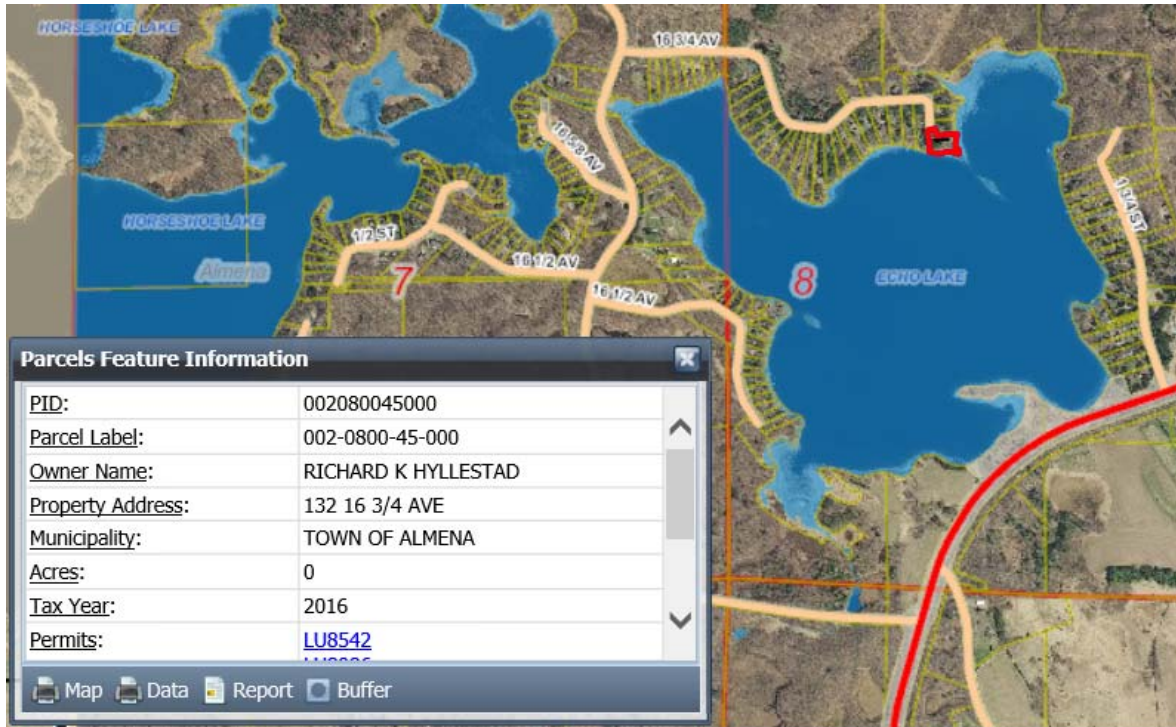 HORSESHOE LAKE
16 3/4 AV
16 5/8 AV
1 3/4 ST
HORSESHOE LAKE
1/2 ST
16 1/2 AV
Almena
7
8
ECHO LAKE
16 1/2 AV
Parcels Feature Information
PID: 002080045000
Parcel Label: 002-0800-45-000
Owner Name: RICHARD K HYLLESTAD
Property Address: 132 16 3/4 AVE
Municipality: TOWN OF ALMENA
Acres: 0
Tax Year: 2016
Permits: LU8542
Map Data Report Buffer